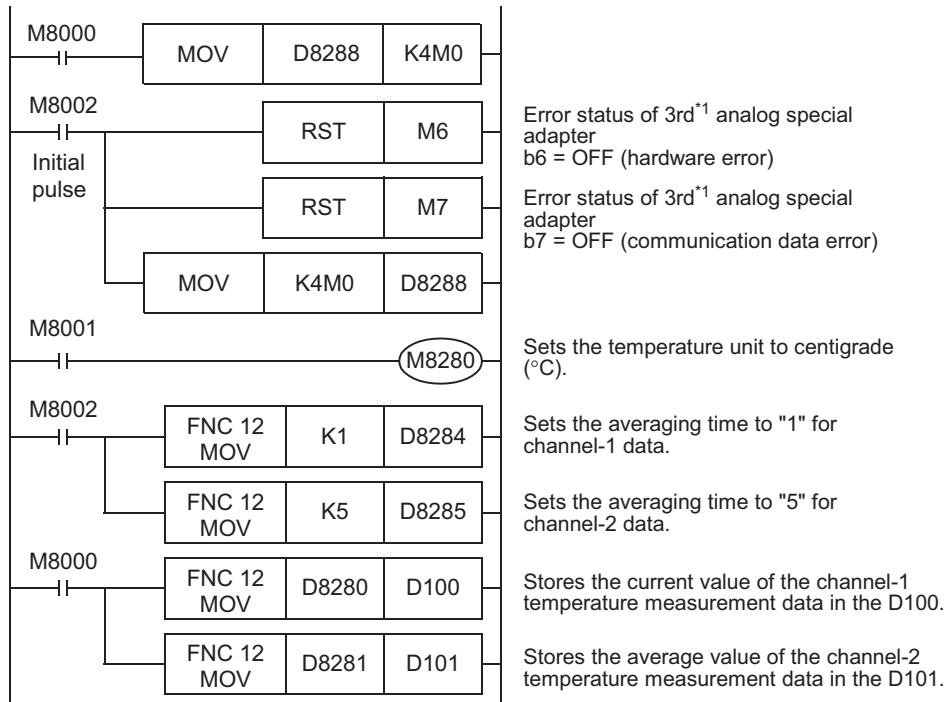 M8000
MOV D8288 K4M0
M8002
RST M6
Error status of 3rd*1 analog special
adapter
b6 = OFF (hardware error)
Initial
pulse
RST M7
Error status of 3rd*1 analog special
adapter
b7 = OFF (communication data error)
MOV K4M0 D8288
M8001
M8280
Sets the temperature unit to centigrade
(°C).
M8002
FNC 12
MOV K1 D8284
Sets the averaging time to "1" for
channel-1 data.
FNC 12
MOV K5 D8285
Sets the averaging time to "5" for
channel-2 data.
M8000
FNC 12
MOV D8280 D100
Stores the current value of the channel-1
temperature measurement data in the D100.
FNC 12
MOV D8281 D101
Stores the average value of the channel-2
temperature measurement data in the D101.